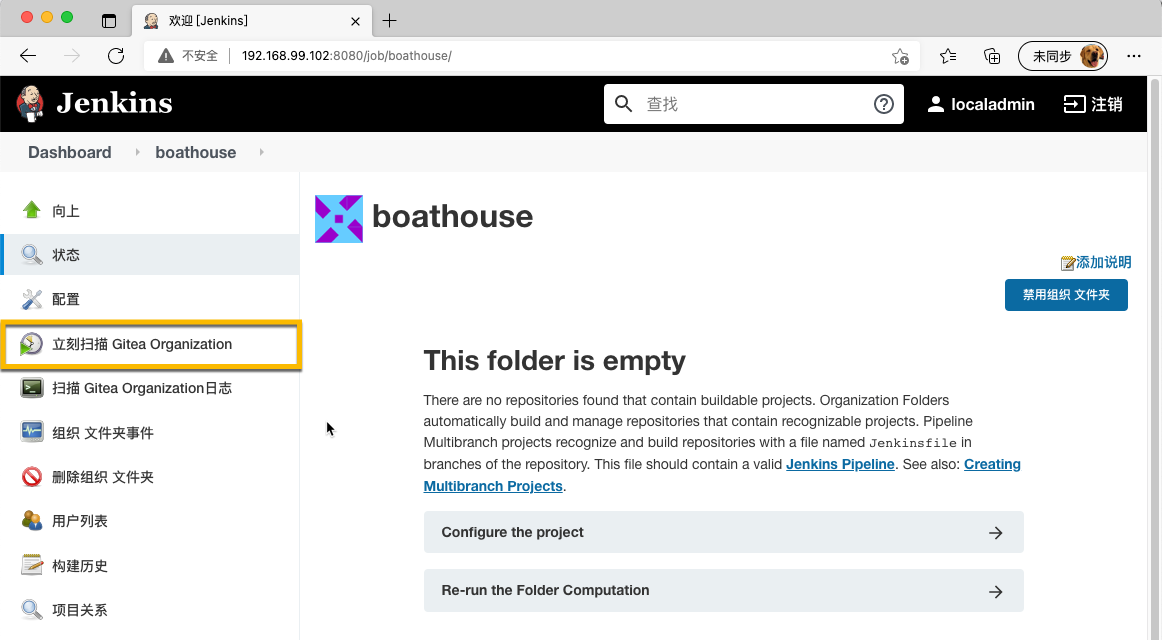 欢迎 [Jenkins]
不安全
192.168.99.102:8080/job/boathouse/
未同步
Jenkins
查找
localadmin
注销
Dashboard
boathouse
向上
状态
配置
立刻扫描 Gitea Organization
扫描 Gitea Organization日志
组织 文件夹事件
删除组织 文件夹
用户列表
构建历史
项目关系
boathouse
添加说明
禁用组织 文件夹
This folder is empty
There are no repositories found that contain buildable projects. Organization Folders
automatically build and manage repositories that contain recognizable projects. Pipeline
Multibranch projects recognize and build repositories with a file named Jenkinsfile in
branches of the repository. This file should contain a valid Jenkins Pipeline. See also: Creating
Multibranch Projects.
Configure the project
Re-run the Folder Computation